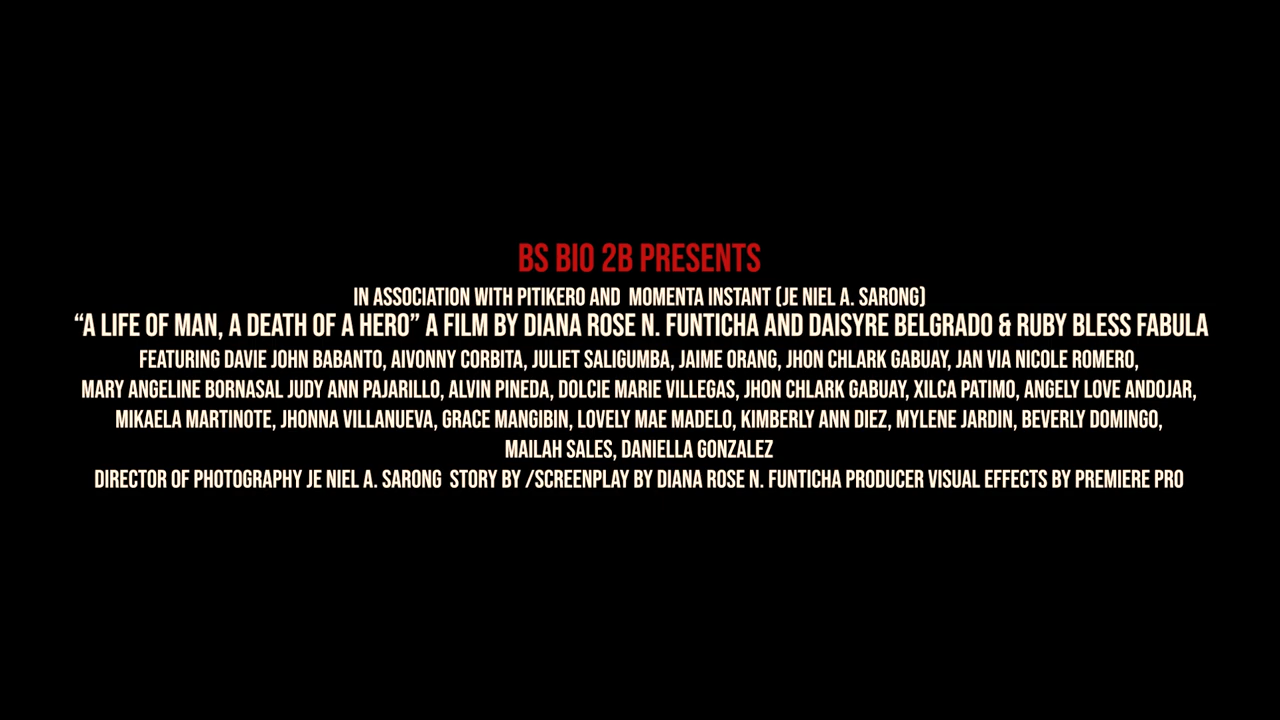 BS BIO 2B PRESENTS
IN ASSOCIATION WITH PITIKERO AND  MOMENTA INSTANT (JE NIEL A. SARONG)
“A LIFE OF MAN, A DEATH OF A HERO” A FILM BY DIANA ROSE N. FUNTICHA AND DAISYRE BELGRADO & RUBY BLESS FABULA
FEATURING DAVIE JOHN BABANTO, AIVONNY CORBITA, JULIET SALIGUMBA, JAIME ORANG, JHON CHLARK GABUAY, JAN VIA NICOLE ROMERO,
MARY ANGELINE BORNASAL JUDY ANN PAJARILLO, ALVIN PINEDA, DOLCIE MARIE VILLEGAS, JHON CHLARK GABUAY, XILCA PATIMO, ANGELY LOVE ANDOJAR,
MIKAELA MARTINOTE, JHONNA VILLANUEVA, GRACE MANGIBIN, LOVELY MAE MADELO, KIMBERLY ANN DIEZ, MYLENE JARDIN, BEVERLY DOMINGO,
MAILAH SALES, DANIELLA GONZALEZ
DIRECTOR OF PHOTOGRAPHY JE NIEL A. SARONG  STORY BY /SCREENPLAY BY DIANA ROSE N. FUNTICHA PRODUCER VISUAL EFFECTS BY PREMIERE PRO